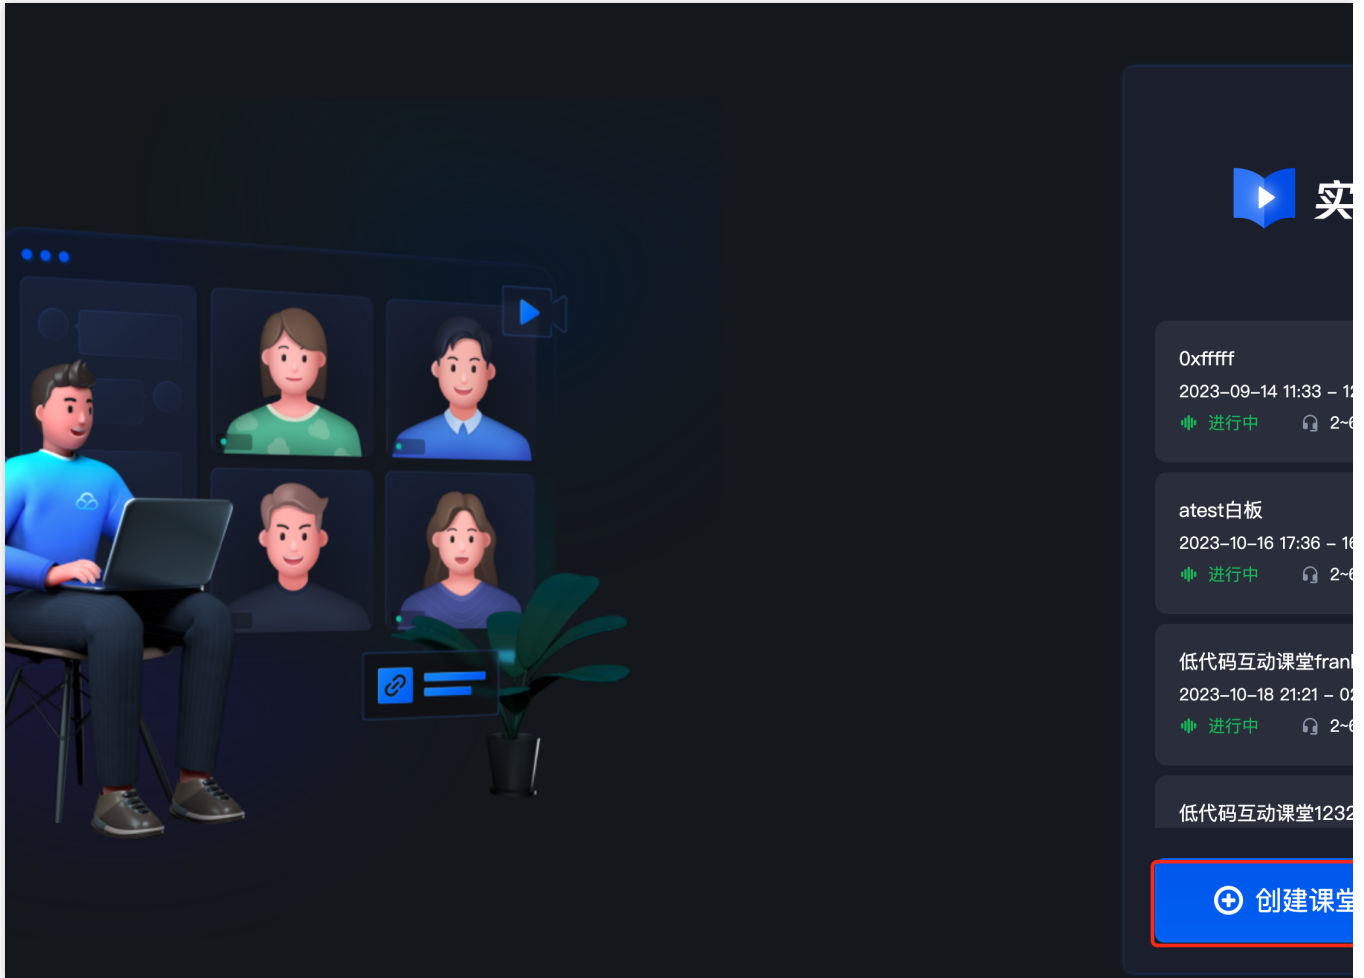 实
0xfffff
2023-09-14 11:33 - 12
进行中 2~6
atest白板
2023-10-16 17:36 - 16
进行中 2~6
低代码互动课堂fran
2023-10-18 21:21 - 02
进行中 2~6
低代码互动课堂1232
创建课堂